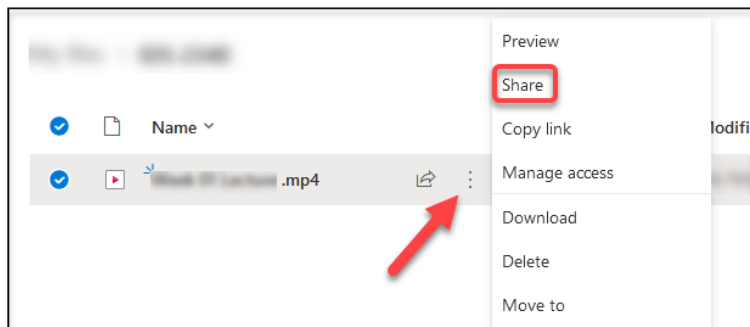 Preview
Share
Name
Copy link
lodifi
.mp4
Manage access
Download
Delete
Move to